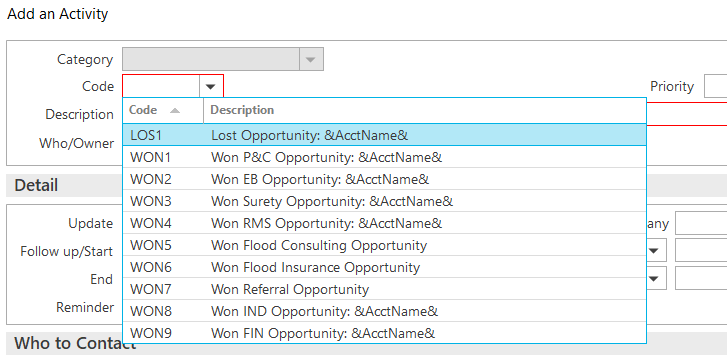 Add an Activity
Category
Code
Priority
Description
Who/Owner
Code Description
LOS1 Lost Opportunity: &AcctName&
WON1 Won P&C Opportunity: &AcctName&
WON2 Won EB Opportunity: &AcctName&
WON3 Won Surety Opportunity: &AcctName&
WON4 Won RMS Opportunity: &AcctName&
WON5 Won Flood Consulting Opportunity
WON6 Won Flood Insurance Opportunity
WON7 Won Referral Opportunity
WON8 Won IND Opportunity: &AcctName&
WON9 Won FIN Opportunity: &AcctName&
Detail
Update
any
Follow up/Start
End
Reminder
Who to Contact